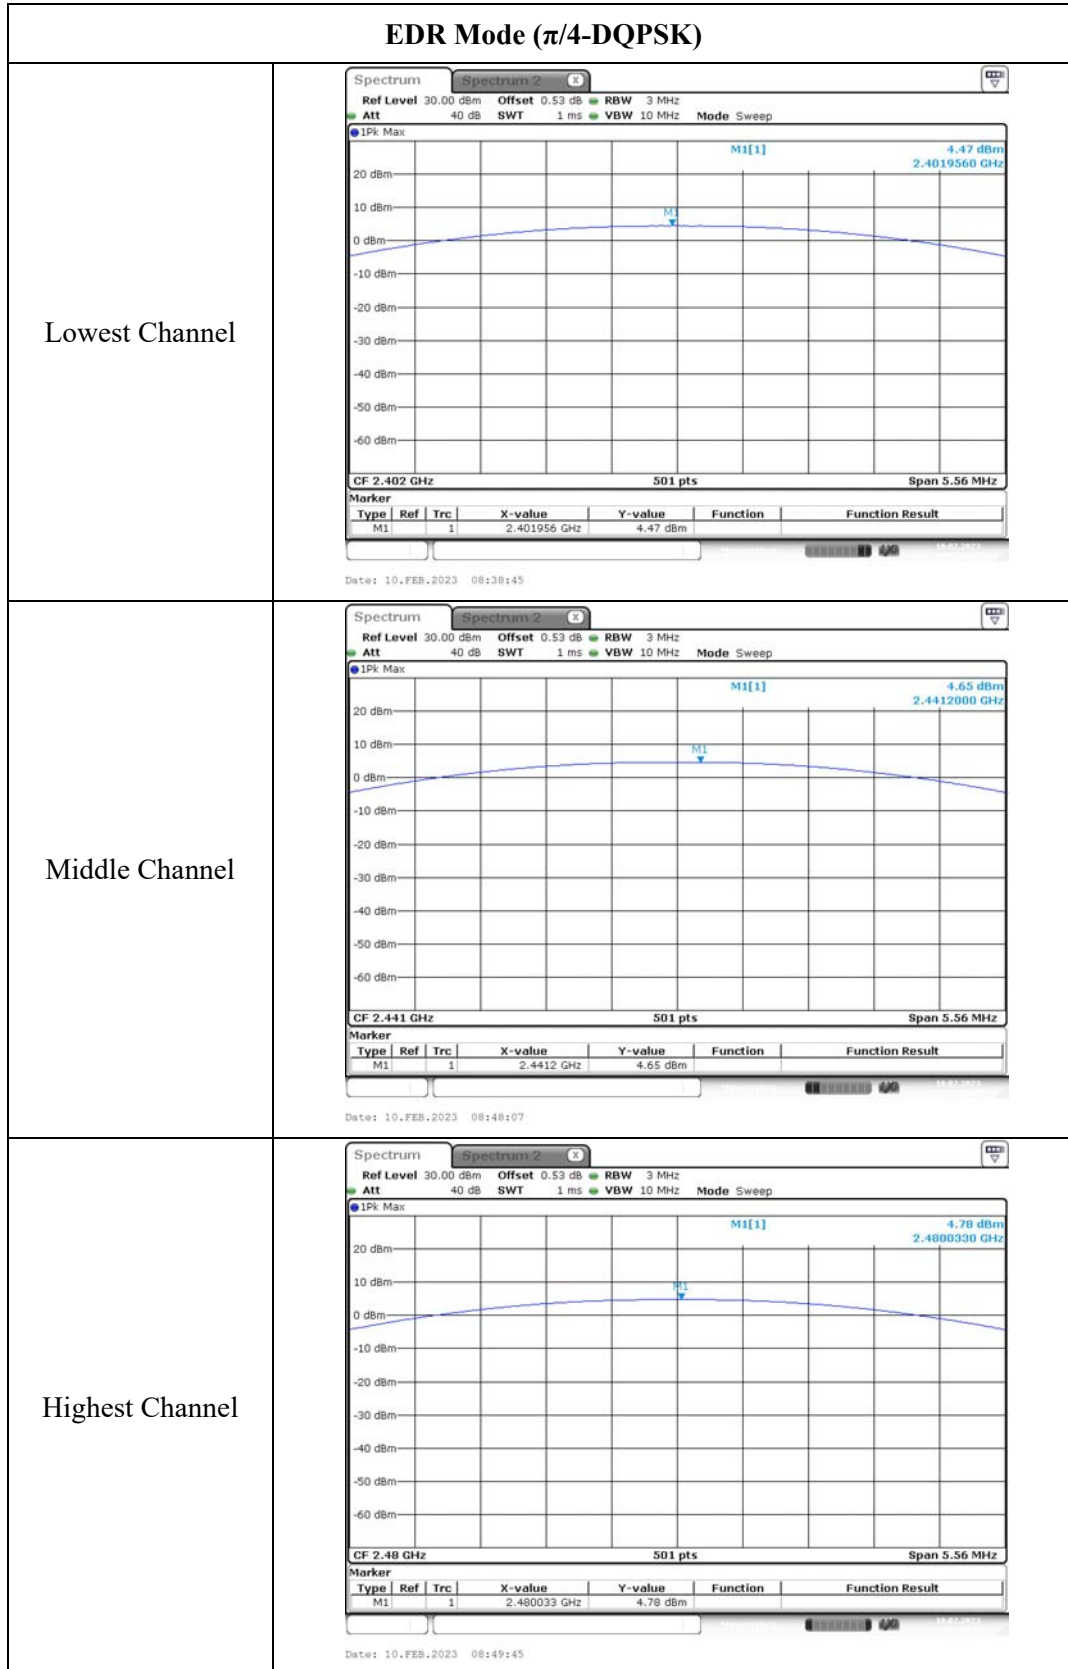 EDR Mode (π/4-DQPSK)
Lowest Channel
Spectrum Spectrum 2 X
Ref Level 30.00 dBm Offset 0.53 dB RBW 3 MHz
Att 40 dB SWT 1 ms VBW 10 MHz Mode Sweep
1Pk Max
M1[1] 4.47 dBm
2.4019560 GHz
20 dBm
10 dBm
M1
0 dBm
-10 dBm
-20 dBm
-30 dBm
-40 dBm
-50 dBm
-60 dBm
CF 2.402 GHz 501 pts Span 5.56 MHz
Marker
Type Ref Trc X-value Y-value Function Function Result
M1 1 2.401956 GHz 4.47 dBm
Date: 10.FEB.2023 08:38:45
Middle Channel
Spectrum Spectrum 2 X
Ref Level 30.00 dBm Offset 0.53 dB RBW 3 MHz
Att 40 dB SWT 1 ms VBW 10 MHz Mode Sweep
1Pk Max
M1[1] 4.65 dBm
2.4412000 GHz
20 dBm
10 dBm
M1
0 dBm
-10 dBm
-20 dBm
-30 dBm
-40 dBm
-50 dBm
-60 dBm
CF 2.441 GHz 501 pts Span 5.56 MHz
Marker
Type Ref Trc X-value Y-value Function Function Result
M1 1 2.4412 GHz 4.65 dBm
Date: 10.FEB.2023 08:48:07
Highest Channel
Spectrum Spectrum 2 X
Ref Level 30.00 dBm Offset 0.53 dB RBW 3 MHz
Att 40 dB SWT 1 ms VBW 10 MHz Mode Sweep
1Pk Max
M1[1] 4.78 dBm
2.4800330 GHz
20 dBm
10 dBm
M1
0 dBm
-10 dBm
-20 dBm
-30 dBm
-40 dBm
-50 dBm
-60 dBm
CF 2.48 GHz 501 pts Span 5.56 MHz
Marker
Type Ref Trc X-value Y-value Function Function Result
M1 1 2.480033 GHz 4.78 dBm
Date: 10.FEB.2023 08:49:45